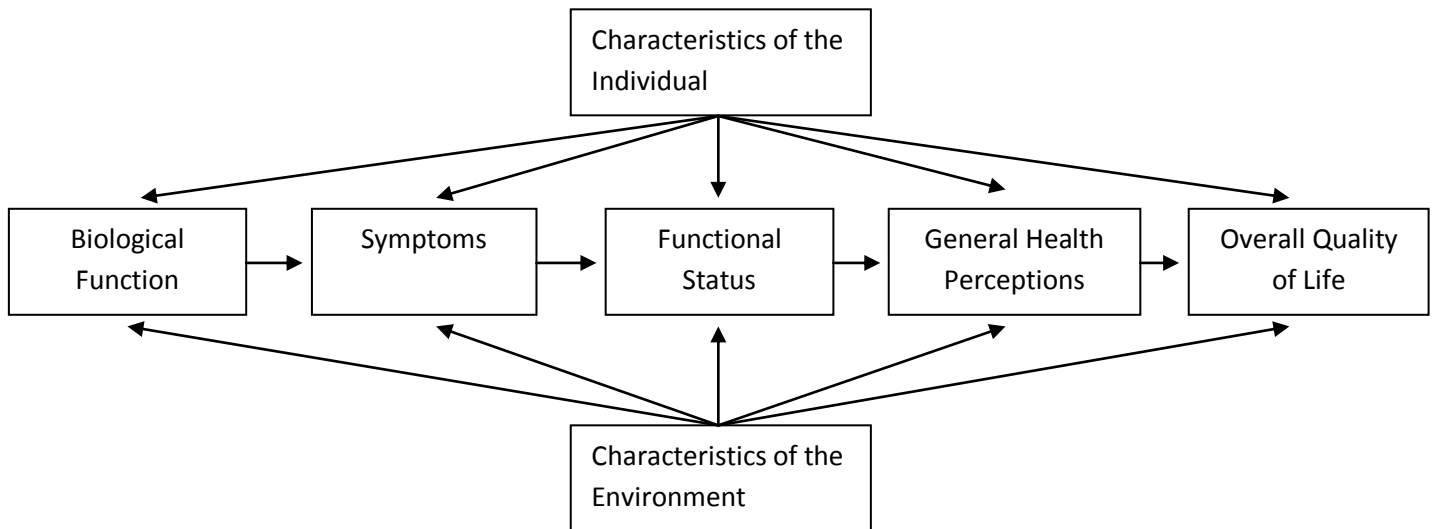 Characteristics of the
Individual
Biological
Function
Symptoms
Functional
Status
General Health
Perceptions
Overall Quality
of Life
Characteristics of the
Environment